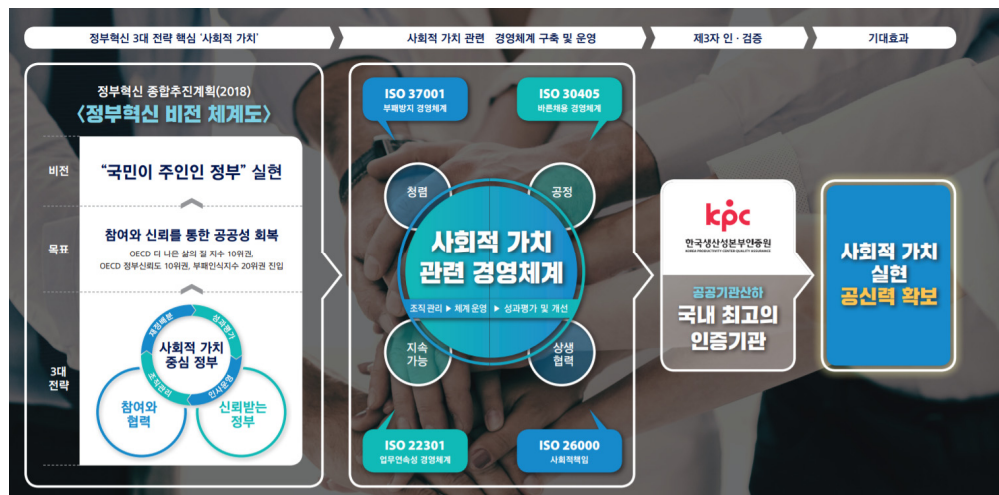 정부혁신 3대 전략 핵심 '사회적 가치'
사회적 가치 관련 경영체계 구축 및 운영
제3자 인·검증
기대효과
정부혁신 종합추진계획(2018)
〈정부혁신 비전 체계도〉
비전
“국민이 주인인 정부” 실현
목표
참여와 신뢰를 통한 공공성 회복
OECD 더 나은 삶의 질 지수 10위권,
OECD 정부신뢰도 10위권, 부패인식지수 20위권 진입
3대
전략
재정배분
성과평가
조직관리
인사운영
사회적 가치
중심 정부
참여와
협력
신뢰받는
정부
ISO 37001
부패방지 경영체계
ISO 30405
바른채용 경영체계
청렴
공정
사회적 가치
관련 경영체계
조직관리 ▶ 체계운영 ▶ 성과평가 및 개선
지속
가능
상생
협력
ISO 22301
업무연속성 경영체계
ISO 26000
사회적책임
kpc
한국생산성본부인증원
KOREA PRODUCTIVITY CENTER QUALITY ASSURANCE
공공기관산하
국내 최고의
인증기관
사회적 가치
실현
공신력 확보